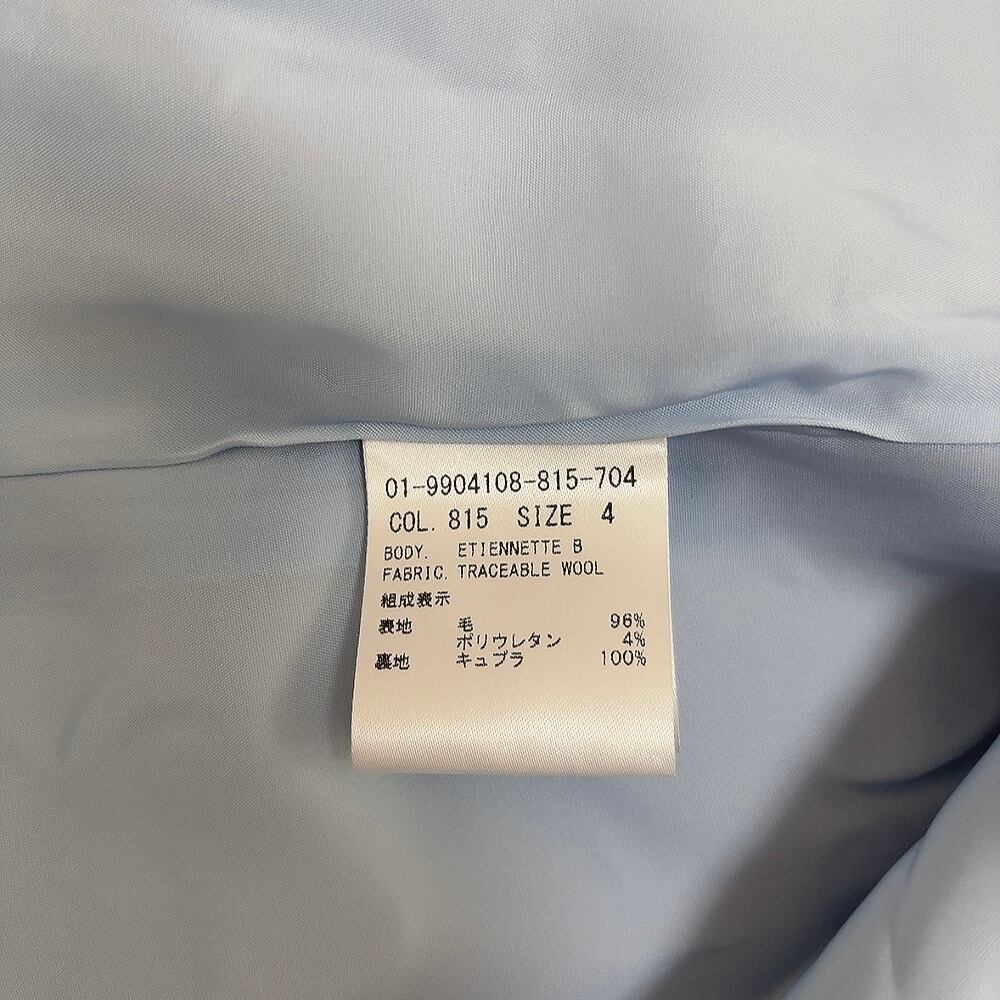 01-9904108-815-704
COL. 815 SIZE 4
BODY. ETIENNETTE B
FABRIC. TRACEABLE WOOL
組成表示
表地 毛 96%
ポリウレタン 4%
裏地 キュプラ 100%